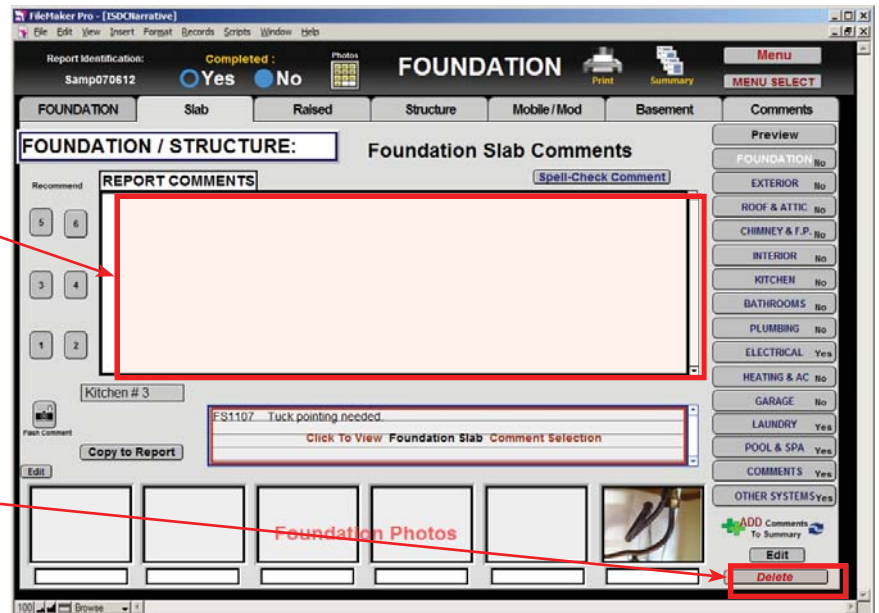 FileMaker Pro - [ISDCNarrative]
File Edit View Insert Format Records Scripts Window Help
Report Identification:
Samp070612
Completed :
Yes No
Photos
FOUNDATION
Print
Summary
Menu
MENU SELECT
FOUNDATION Slab Raised Structure Mobile / Mod Basement Comments
FOUNDATION / STRUCTURE:
Foundation Slab Comments
Recommend
REPORT COMMENTS
Spell-Check Comment
5 6
3 4
1 2
Kitchen # 3
Flash Comment
Copy to Report
Edit
FS1107 Tuck pointing needed.
Click To View Foundation Slab Comment Selection
Foundation Photos
Preview
FOUNDATION No
EXTERIOR No
ROOF & ATTIC No
CHIMNEY & F.P. No
INTERIOR No
KITCHEN No
BATHROOMS No
PLUMBING No
ELECTRICAL Yes
HEATING & AC No
GARAGE No
LAUNDRY Yes
POOL & SPA Yes
COMMENTS Yes
OTHER SYSTEMS Yes
ADD Comments
To Summary
Edit
Delete
100 Browse